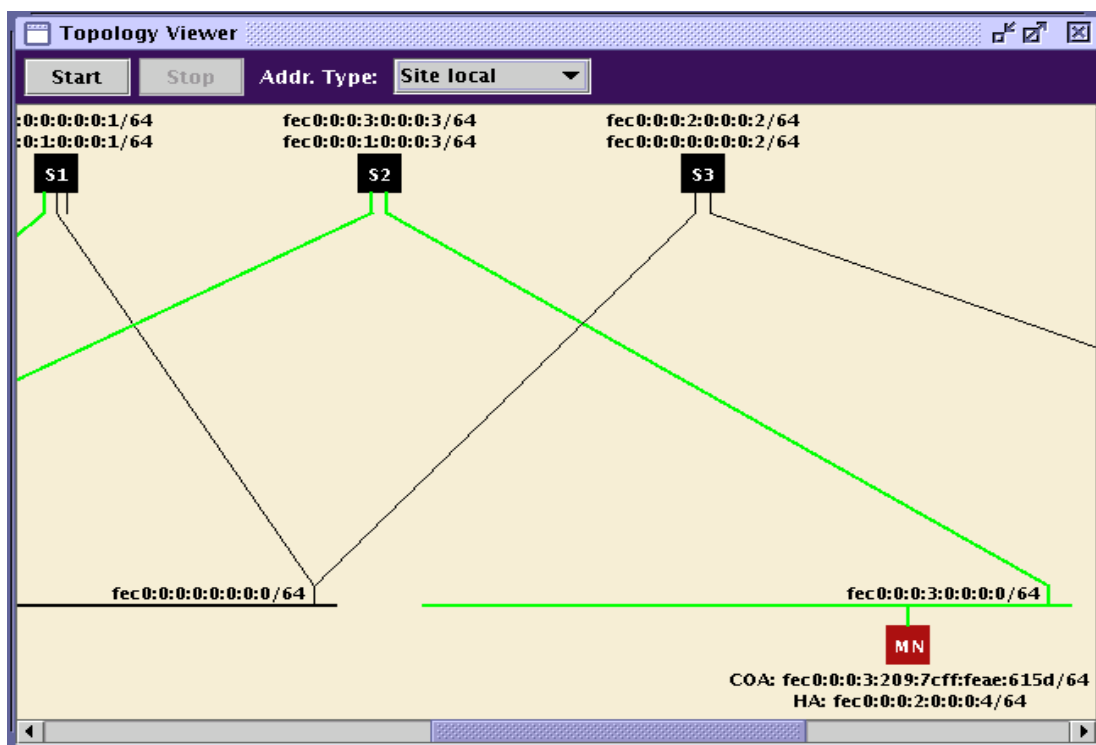 Topology Viewer
Start Stop Addr. Type: Site local
:0:0:0:0:0:1/64 fec0:0:0:3:0:0:0:3/64 fec0:0:0:2:0:0:0:2/64
:0:1:0:0:0:1/64 fec0:0:0:1:0:0:0:3/64 fec0:0:0:0:0:0:0:2/64
S1 S2 S3
fec0:0:0:0:0:0:0:0/64 fec0:0:0:3:0:0:0:0/64
MN
COA: fec0:0:0:3:209:7cff:feae:615d/64
HA: fec0:0:0:2:0:0:0:4/64